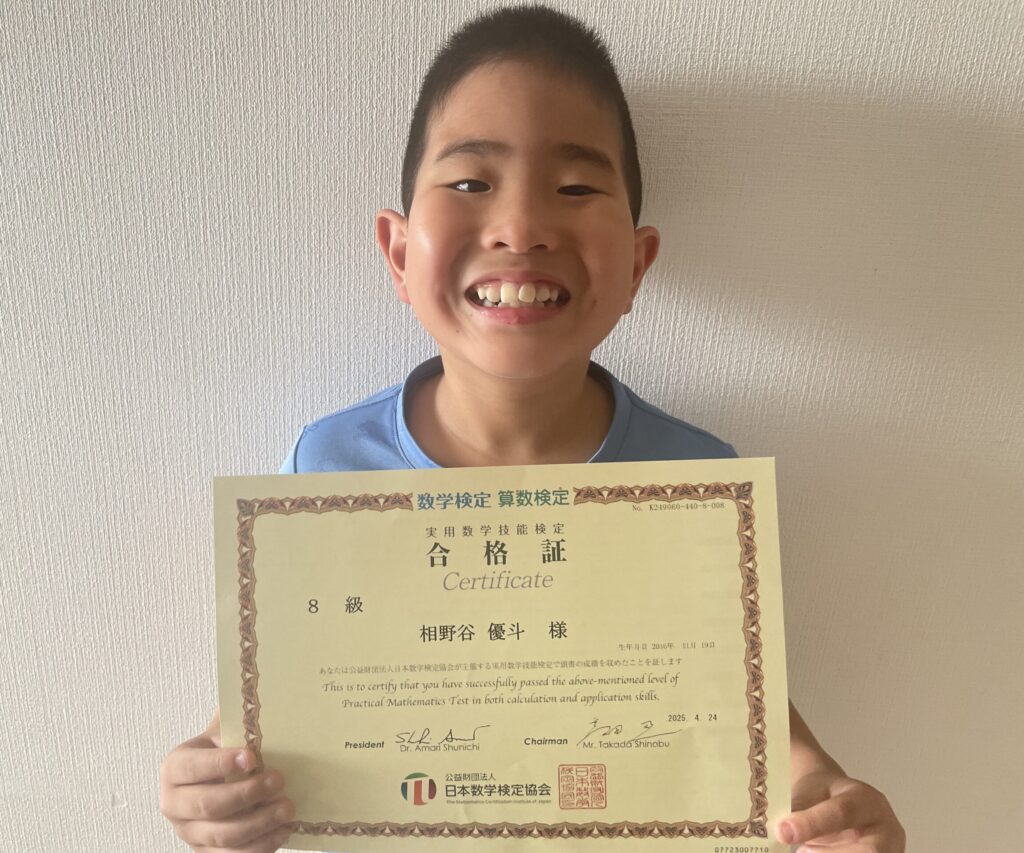 数学検定 算数検定
No. K249060-440-8-008
実用数学技能検定
合格証
Certificate
8 級
相野谷 優斗 様
生年月日 2016年 11月 19日
あなたは公益財団法人日本数学検定協会が主催する実用数学技能検定で頭書の成績を収めたことを証します
This is to certify that you have successfully passed the above-mentioned level of
Practical Mathematics Test in both calculation and application skills.
2025. 4. 24
President Dr. Amari Shunichi
Chairman Mr. Takada Shinobu
公益財団法人
日本数学検定協会
The Mathematics Certification Institute of Japan
07723007710